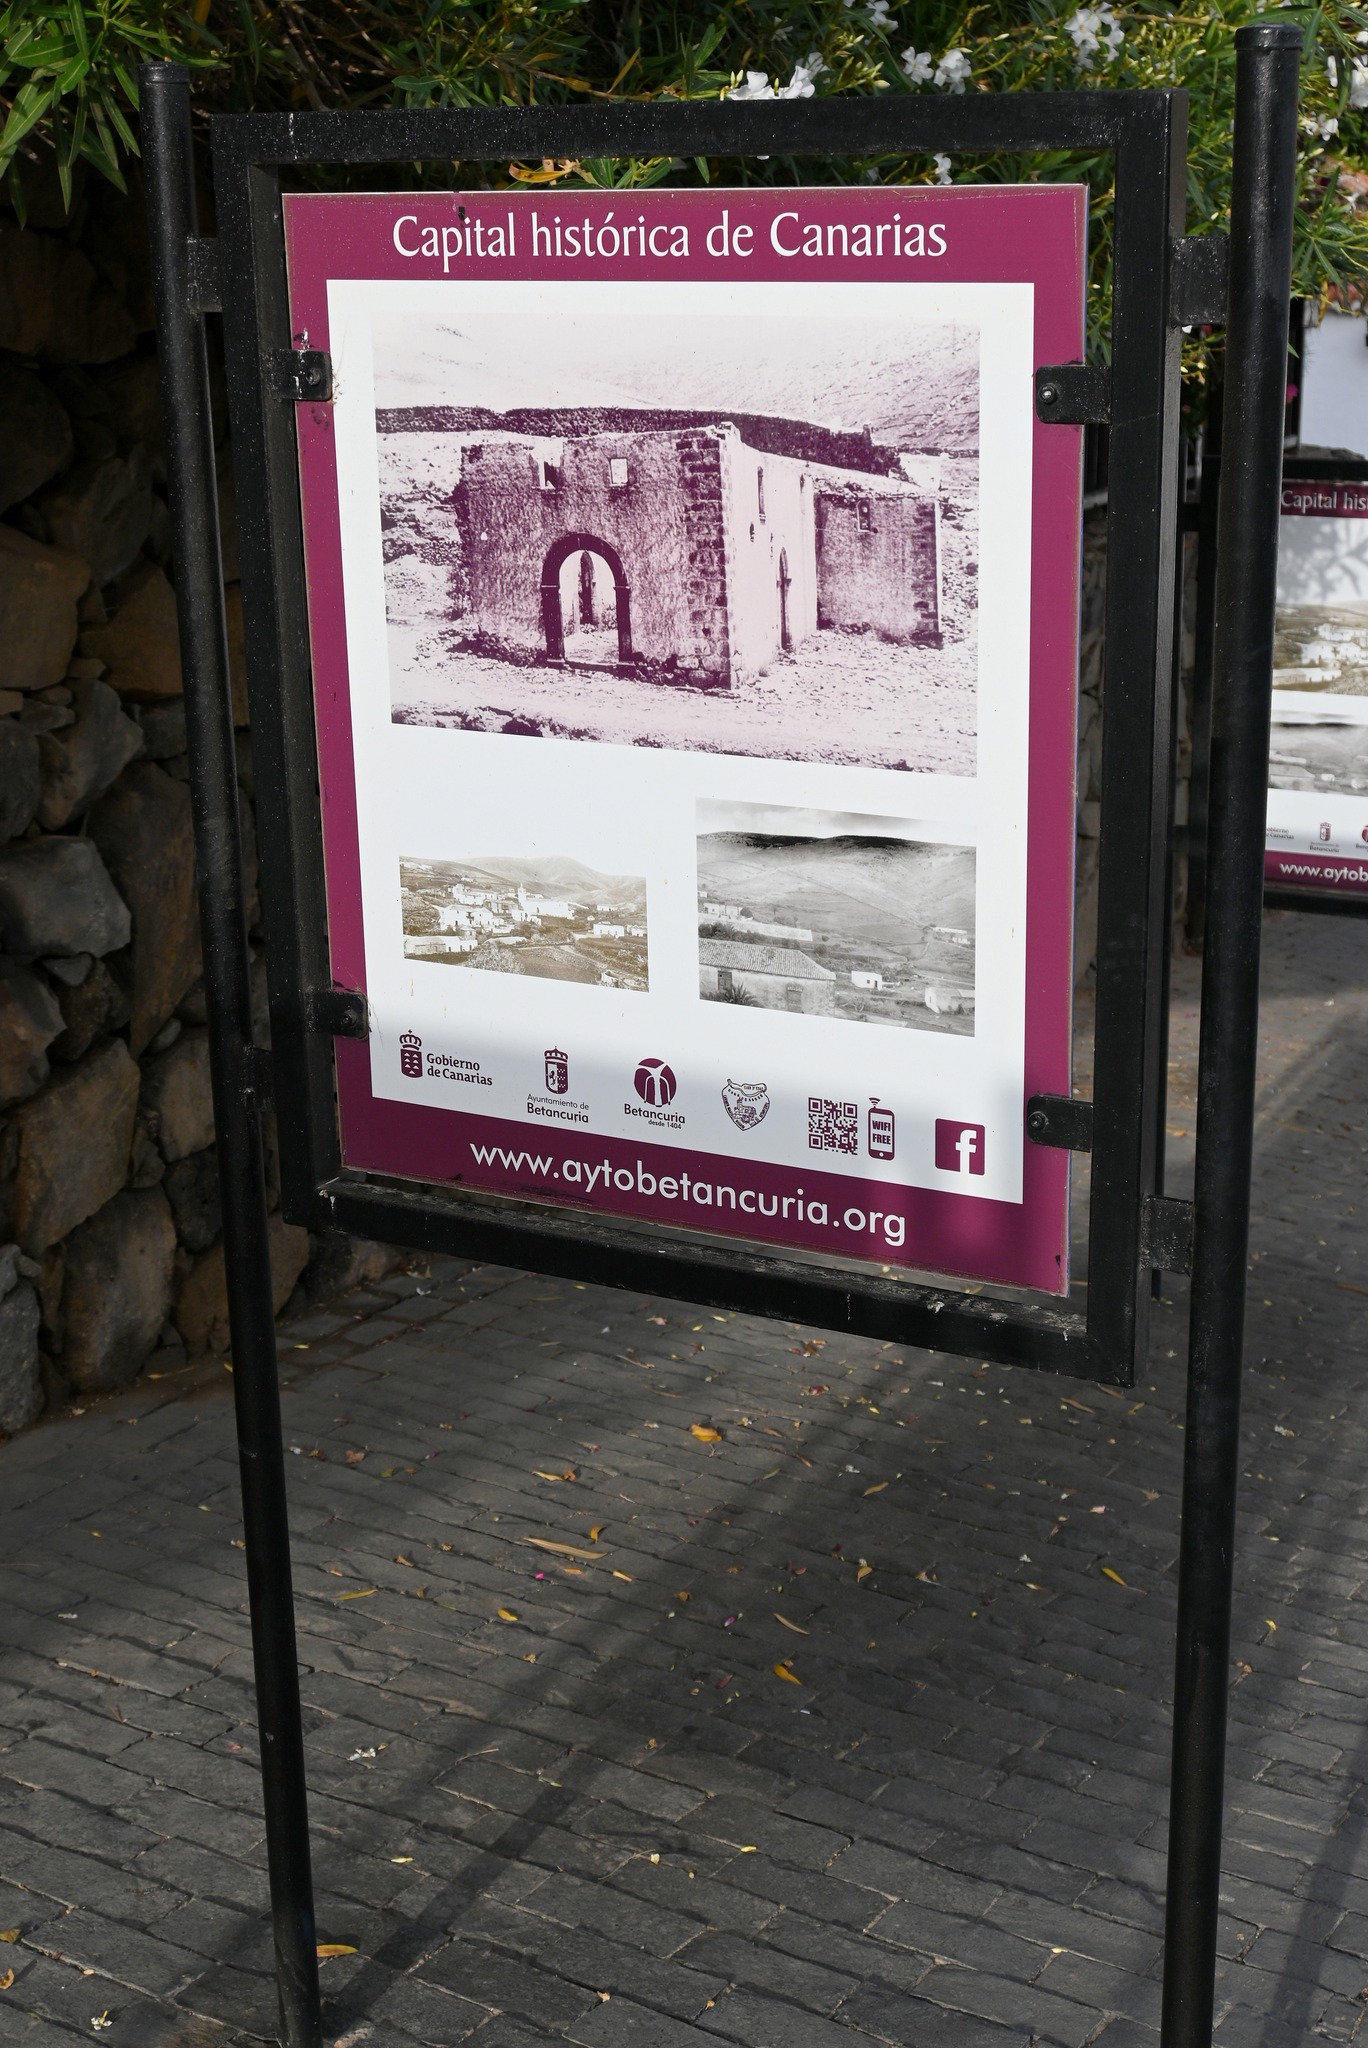 Capital histórica de Canarias
Gobierno
de Canarias
Ayuntamiento de
Betancuria
Betancuria
desde 1404
WIFI
FREE
f
www.aytobetancuria.org
Capital his
www.aytob